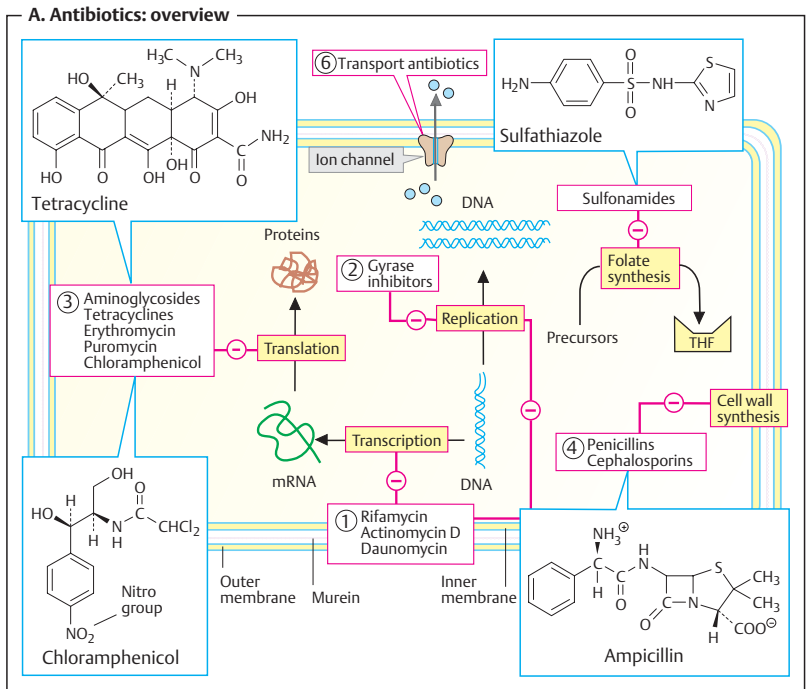 A. Antibiotics: overview
H₃C CH₃
N
HO CH₃ H
OH
NH₂
C
O
HO O OH OH O
Tetracycline
⑥ Transport antibiotics
Ion channel
H₂N
O
S NH
O
S
N
Sulfathiazole
Sulfonamides
−
Folate
synthesis
Precursors
THF
DNA
Proteins
② Gyrase
inhibitors
− Replication
③ Aminoglycosides
Tetracyclines
Erythromycin
Puromycin
Chloramphenicol
− Translation
−
− Cell wall
synthesis
④ Penicillins
Cephalosporins
Transcription
mRNA
−
DNA
① Rifamycin
Actinomycin D
Daunomycin
Outer
membrane
Murein
Inner
membrane
OH
H O
HO C CHCl₂
H N
H
Nitro
group
NO₂
Chloramphenicol
NH₃⊕
H S
C C N CH₃
H O CH₃
C N
O
H COO⊖
Ampicillin